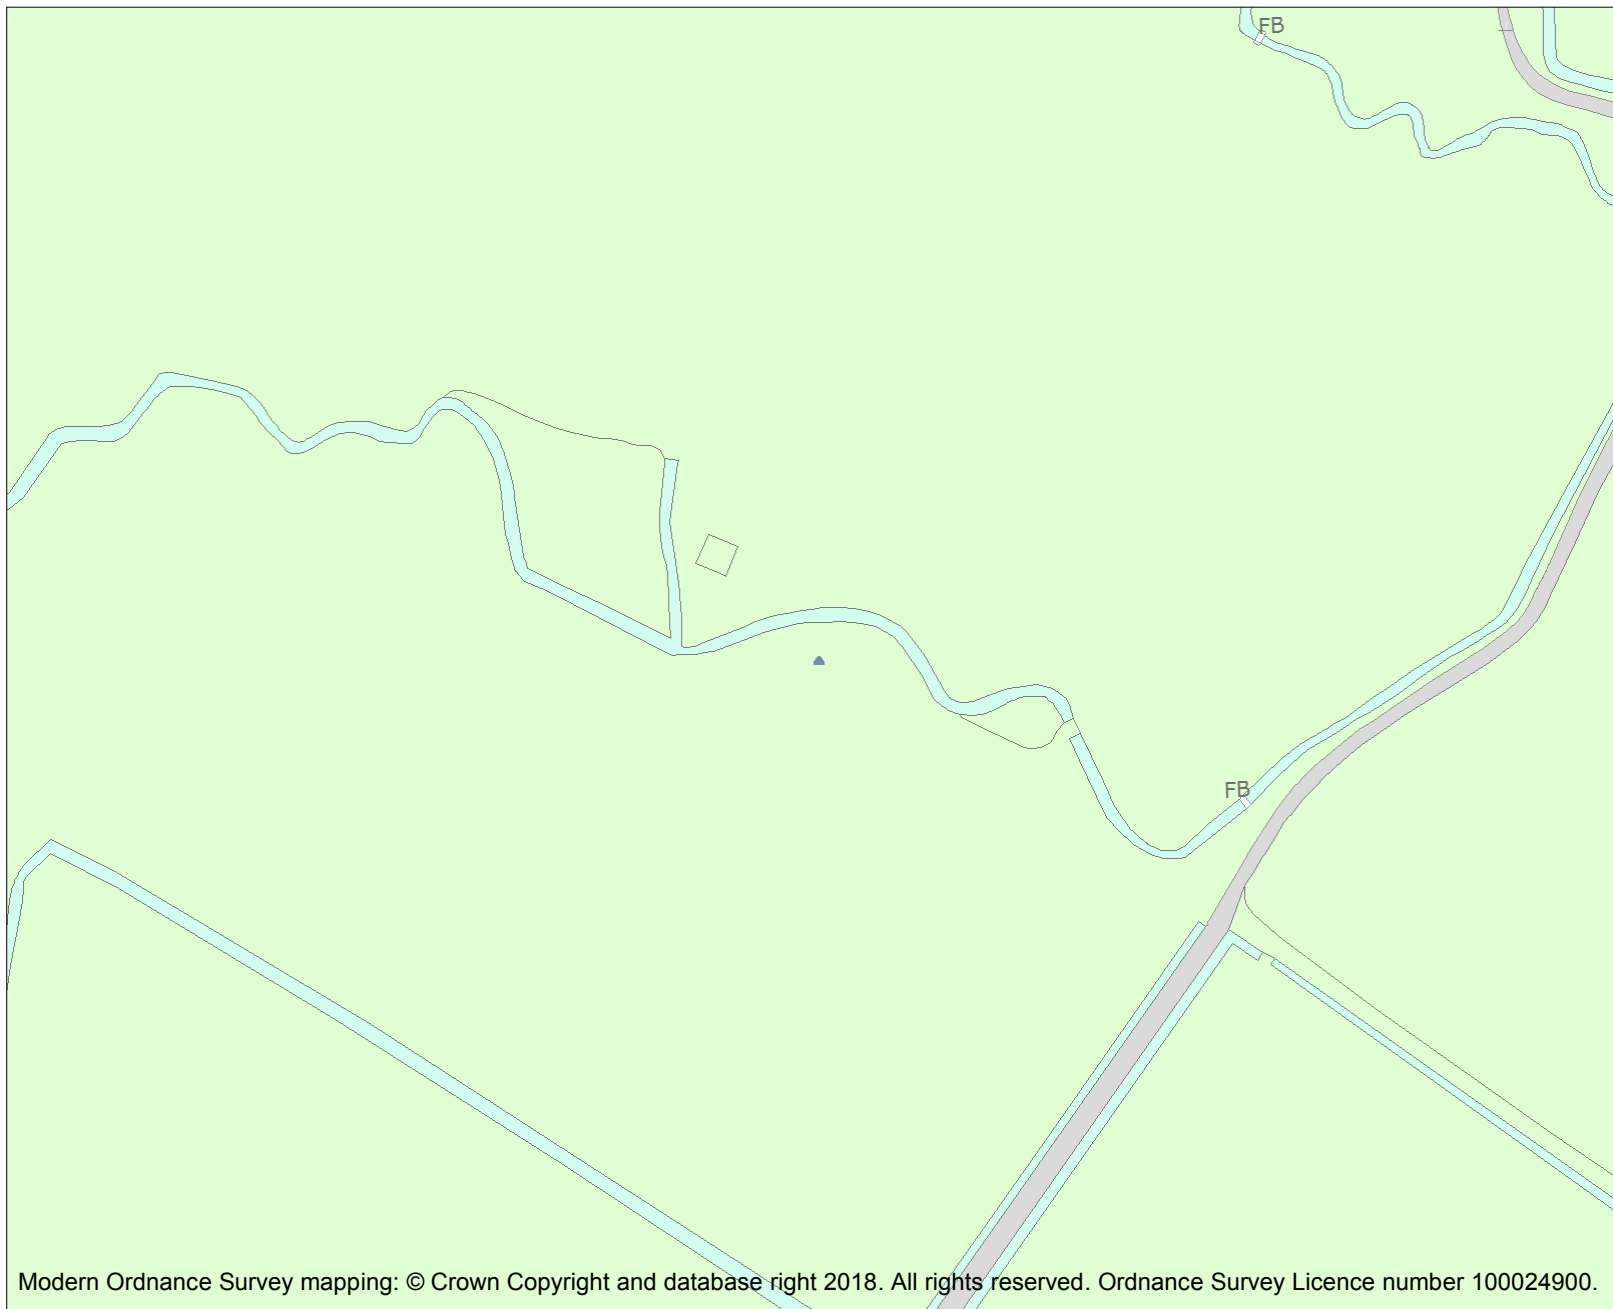 FB
FB
Modern Ordnance Survey mapping: © Crown Copyright and database right 2018. All rights reserved. Ordnance Survey Licence number 100024900.